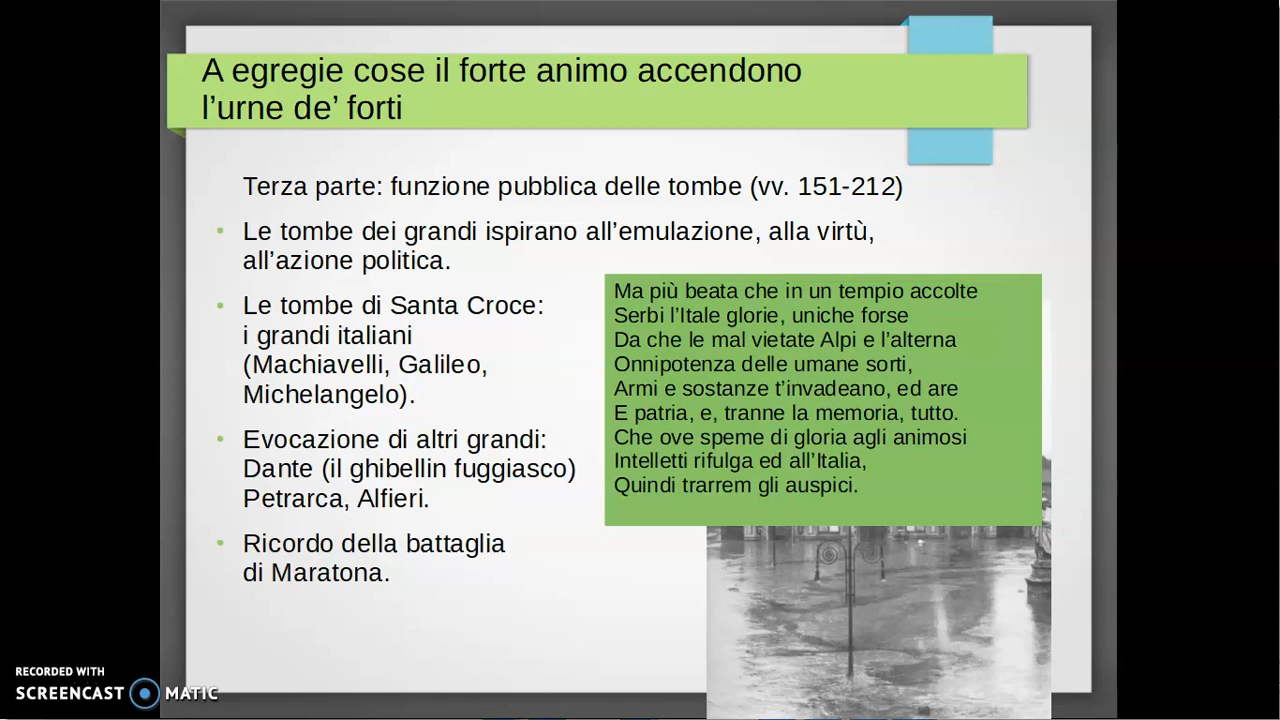 A egregie cose il forte animo accendono
l’urne de’ forti
Terza parte: funzione pubblica delle tombe (vv. 151-212)
• Le tombe dei grandi ispirano all’emulazione, alla virtù,
all’azione politica.
• Le tombe di Santa Croce:
i grandi italiani
(Machiavelli, Galileo,
Michelangelo).
• Evocazione di altri grandi:
Dante (il ghibellin fuggiasco)
Petrarca, Alfieri.
• Ricordo della battaglia
di Maratona.
Ma più beata che in un tempio accolte
Serbi l’Itale glorie, uniche forse
Da che le mal vietate Alpi e l’alterna
Onnipotenza delle umane sorti,
Armi e sostanze t’invadeano, ed are
E patria, e, tranne la memoria, tutto.
Che ove speme di gloria agli animosi
Intelletti rifulga ed all’Italia,
Quindi trarrem gli auspici.
RECORDED WITH
SCREENCAST MATIC